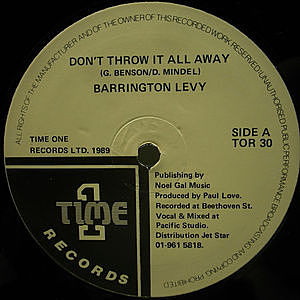 ALL RIGHTS OF THE MANUFACTURER AND OF THE OWNER OF THIS RECORDED WORK RESERVED. UNAUTHORISED PUBLIC PERFORMANCE BROADCASTING AND COPYING PROHIBITED
DON'T THROW IT ALL AWAY
(G. BENSON/D. MINDEL)
BARRINGTON LEVY
TIME ONE
RECORDS LTD. 1989
SIDE A
TOR 30
1
TIME
RECORDS
Publishing by
Noel Gal Music
Produced by Paul Love.
Recorded at Beethoven St.
Vocal & Mixed at
Pacific Studio.
Distribution Jet Star
01-961 5818.